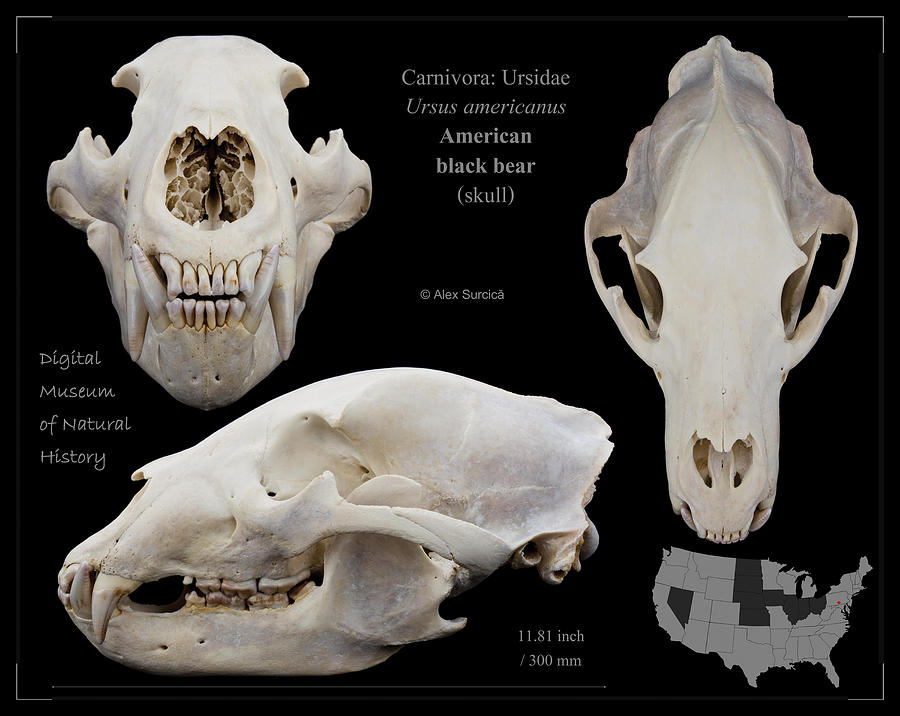 Carnivora: Ursidae
Ursus americanus
American
black bear
(skull)
© Alex Surcică
Digital
Museum
of Natural
History
11.81 inch
/ 300 mm